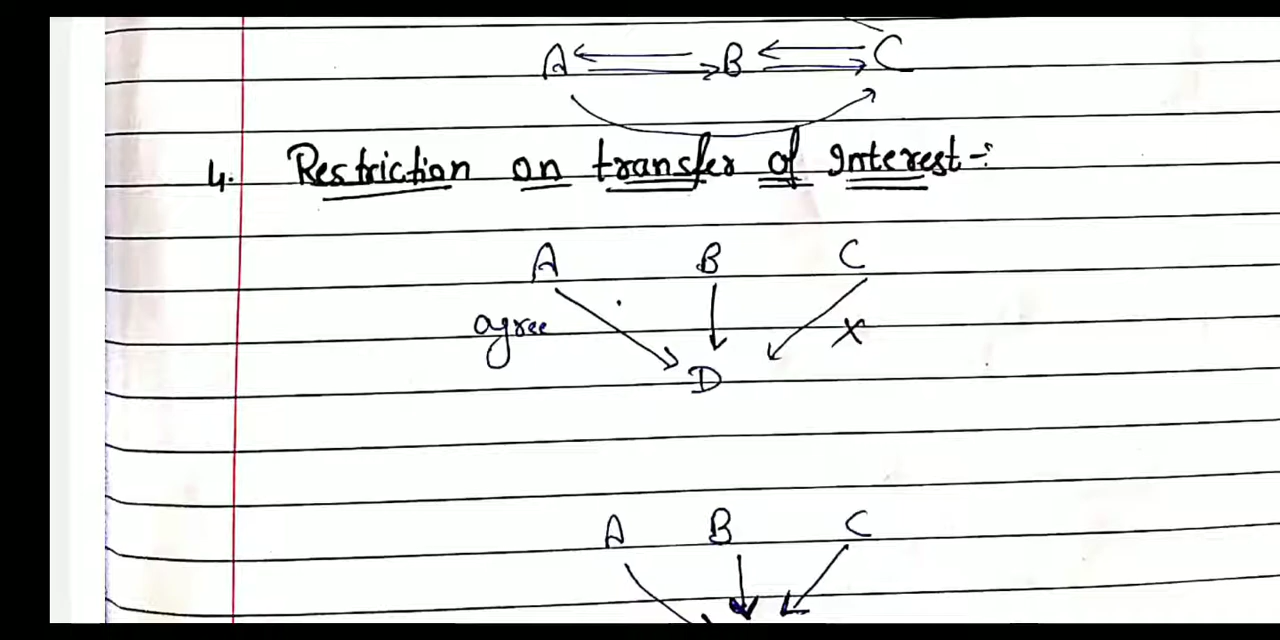 A B C
4. Restriction on transfer of Interest -:
A B C
agree X
D
A B C